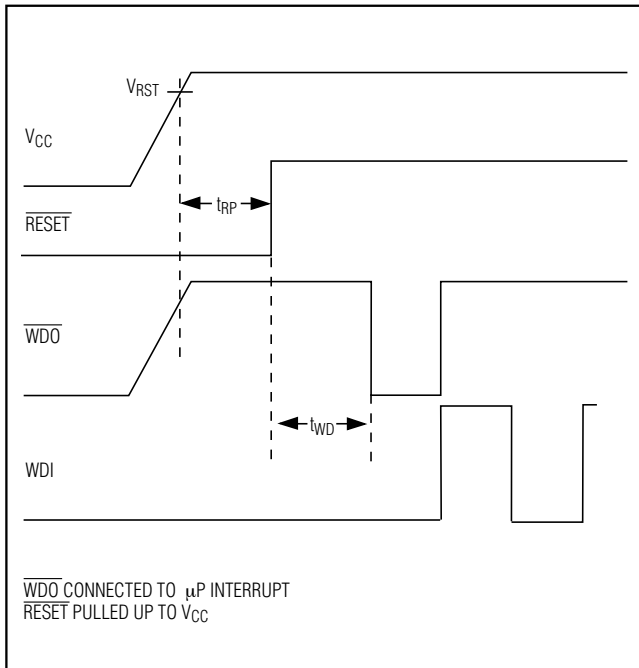 VRST
VCC
tRP
RESET
WDO
tWD
WDI
WDO CONNECTED TO μP INTERRUPT
RESET PULLED UP TO VCC